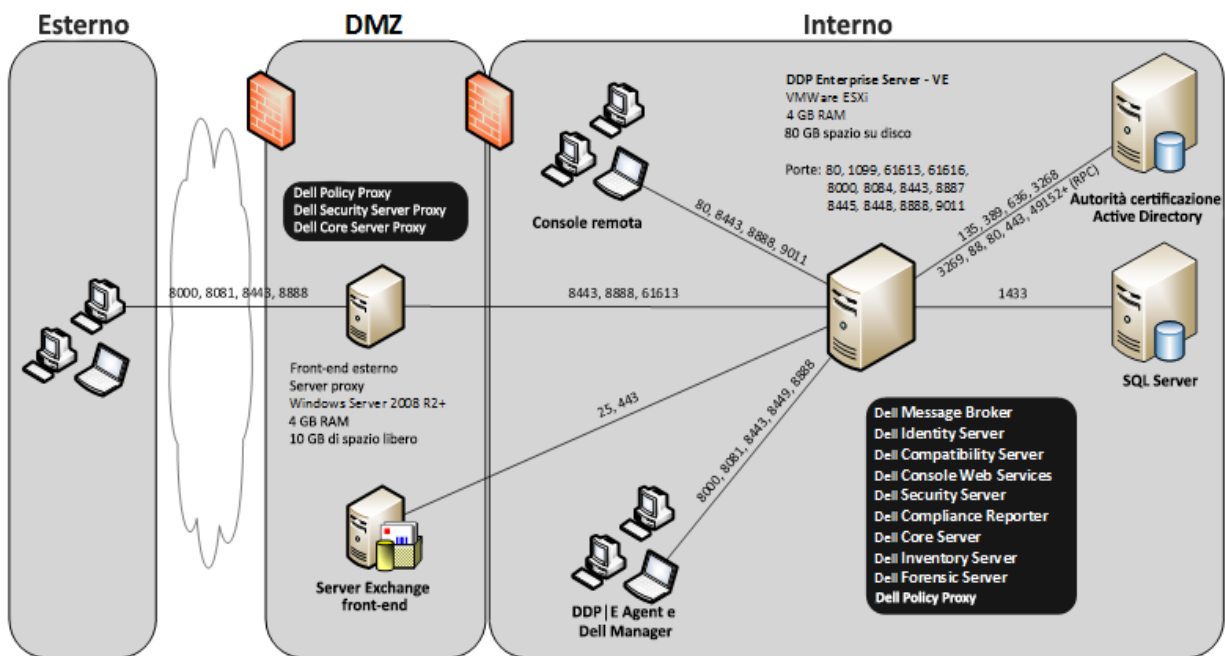 Esterno
DMZ
Interno
DDP Enterprise Server - VE
VMWare ESXi
4 GB RAM
80 GB spazio su disco
Porte: 80, 1099, 61613, 61616,
8000, 8084, 8443, 8887
8445, 8448, 8888, 9011
Console remota
80, 8443, 8888, 9011
135, 389, 636, 3268
3269, 88, 80, 443, 49152+ (RPC)
Autorità certificazione
Active Directory
Dell Policy Proxy
Dell Security Server Proxy
Dell Core Server Proxy
8000, 8081, 8443, 8888
8443, 8888, 61613
1433
SQL Server
Front-end esterno
Server proxy
Windows Server 2008 R2+
4 GB RAM
10 GB di spazio libero
25, 443
8000, 8081, 8443, 8449, 8888
Server Exchange
front-end
DDP|E Agent e
Dell Manager
Dell Message Broker
Dell Identity Server
Dell Compatibility Server
Dell Console Web Services
Dell Security Server
Dell Compliance Reporter
Dell Core Server
Dell Inventory Server
Dell Forensic Server
Dell Policy Proxy